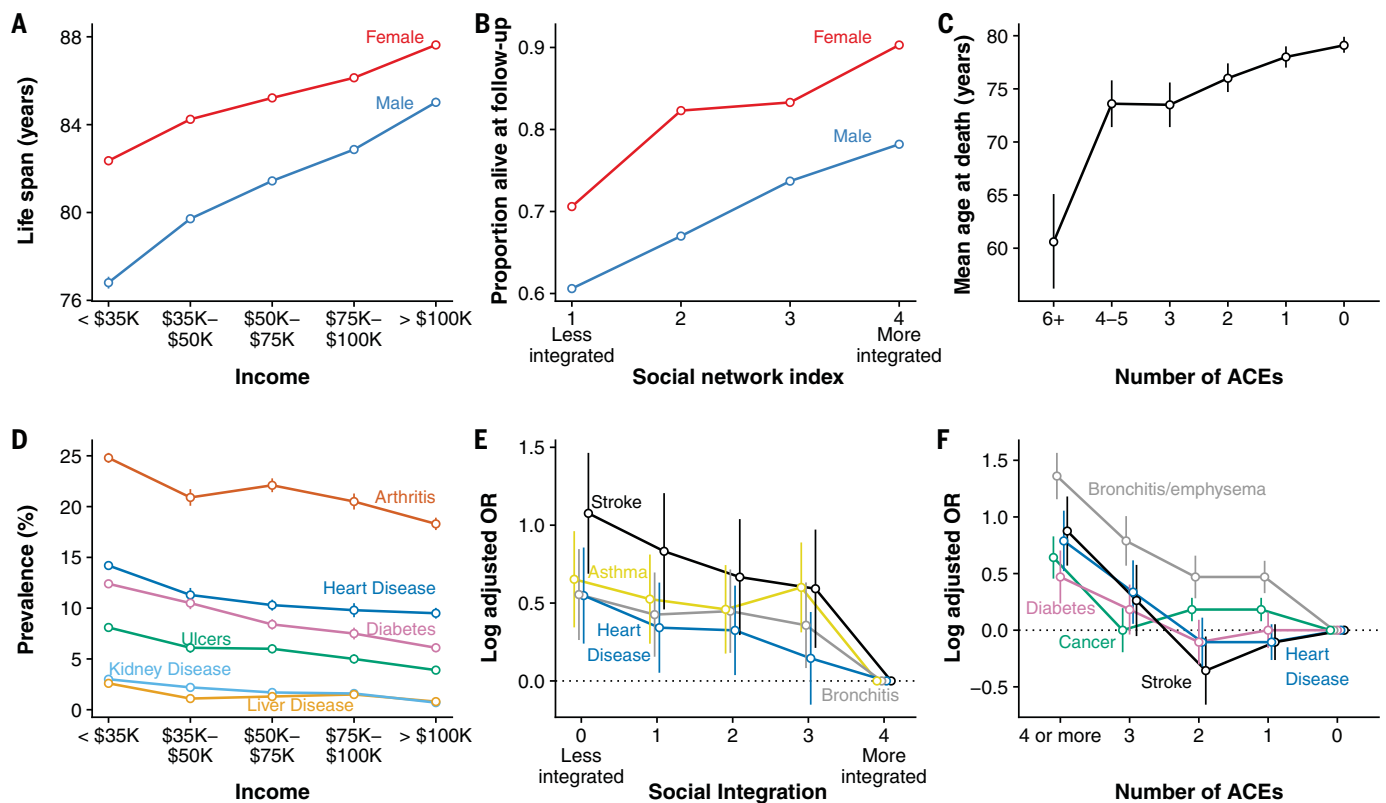 A
Life span (years)
88
84
80
76
Female
Male
< $35K
$35K–
$50K
$50K–
$75K
$75K–
$100K
> $100K
Income
B
Proportion alive at follow-up
0.9
0.8
0.7
0.6
Female
Male
1
2
3
4
Less
integrated
More
integrated
Social network index
C
Mean age at death (years)
80
75
70
65
60
6+
4–5
3
2
1
0
Number of ACEs
D
Prevalence (%)
25
20
15
10
5
0
Arthritis
Heart Disease
Diabetes
Ulcers
Kidney Disease
Liver Disease
< $35K
$35K–
$50K
$50K–
$75K
$75K–
$100K
> $100K
Income
E
Log adjusted OR
1.5
1.0
0.5
0.0
Stroke
Asthma
Heart
Disease
Bronchitis
0
1
2
3
4
Less
integrated
More
integrated
Social Integration
F
Log adjusted OR
1.5
1.0
0.5
0.0
−0.5
Bronchitis/emphysema
Diabetes
Cancer
Stroke
Heart
Disease
4 or more
3
2
1
0
Number of ACEs